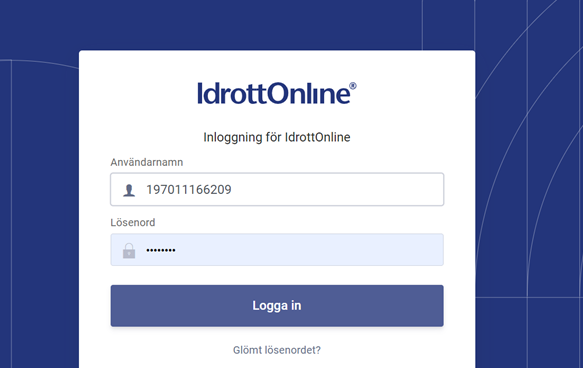 IdrottOnline®
Inloggning för IdrottOnline
Användarnamn
197011166209
Lösenord
••••••••
Logga in
Glömt lösenordet?